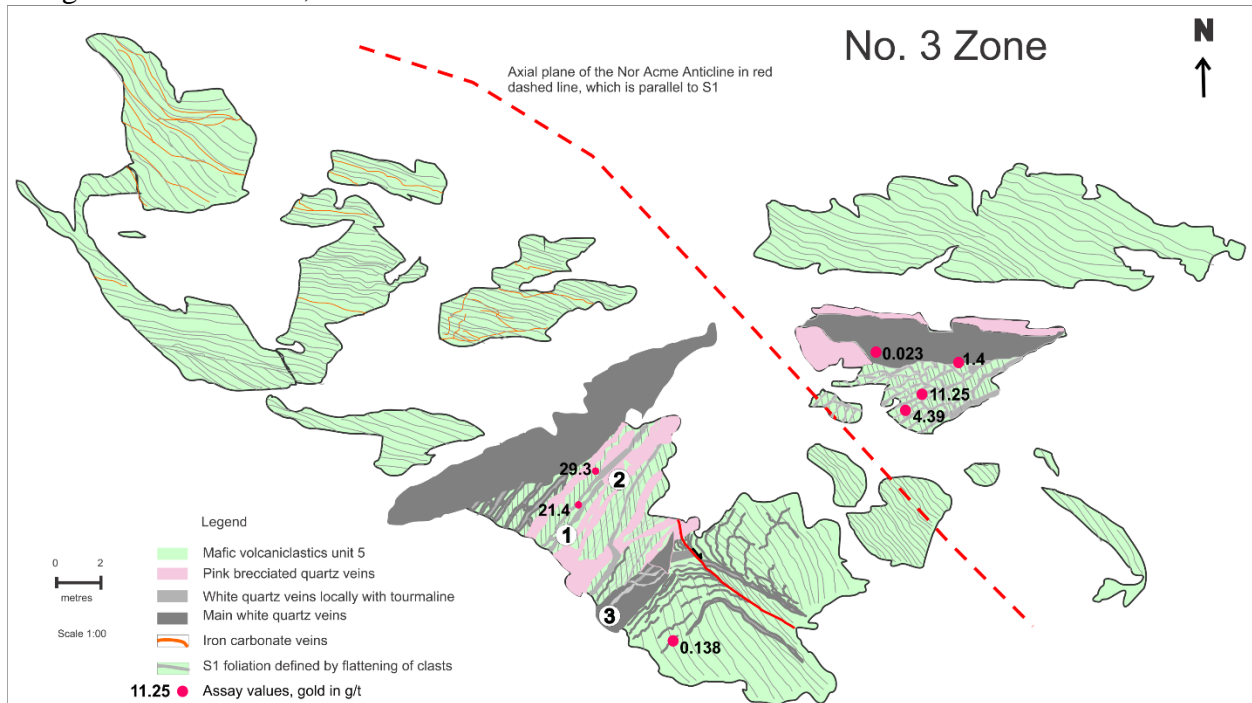 No. 3 Zone
N
Axial plane of the Nor Acme Anticline in red
dashed line, which is parallel to S1
0.023
1.4
11.25
4.39
29.3
2
21.4
1
3
0.138
Legend
Mafic volcaniclastics unit 5
Pink brecciated quartz veins
White quartz veins locally with tourmaline
Main white quartz veins
Iron carbonate veins
S1 foliation defined by flattening of clasts
11.25 Assay values, gold in g/t
0 2
metres
Scale 1:00